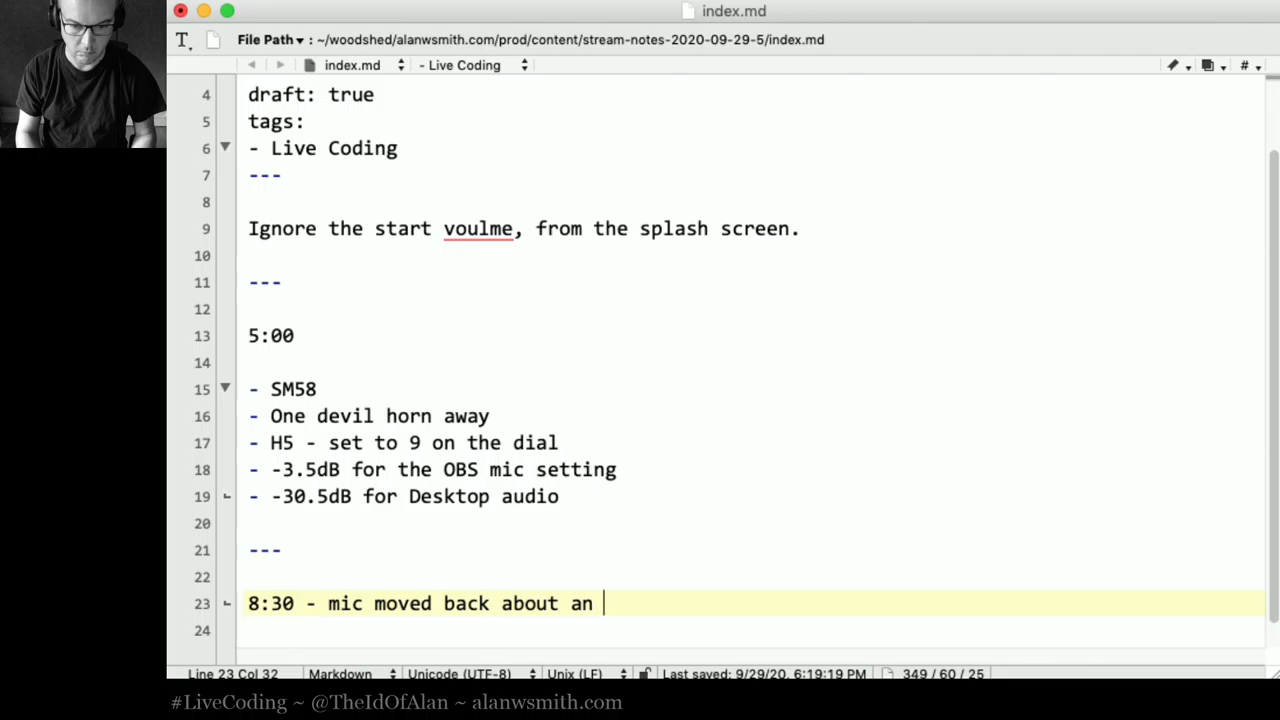 index.md
File Path : ~/woodshed/alanwsmith.com/prod/content/stream-notes-2020-09-29-5/index.md
index.md - Live Coding #
4 draft: true
5 tags:
6 - Live Coding
7 ---
8
9 Ignore the start voulme, from the splash screen.
10
11 ---
12
13 5:00
14
15 - SM58
16 - One devil horn away
17 - H5 - set to 9 on the dial
18 - -3.5dB for the OBS mic setting
19 - -30.5dB for Desktop audio
20
21 ---
22
23 8:30 - mic moved back about an
24
Line 23 Col 32 Markdown Unicode (UTF-8) Unix (LF) Last saved: 9/29/20, 6:19:19 PM 349 / 60 / 25
#LiveCoding ~ @TheIdOfAlan ~ alanwsmith.com